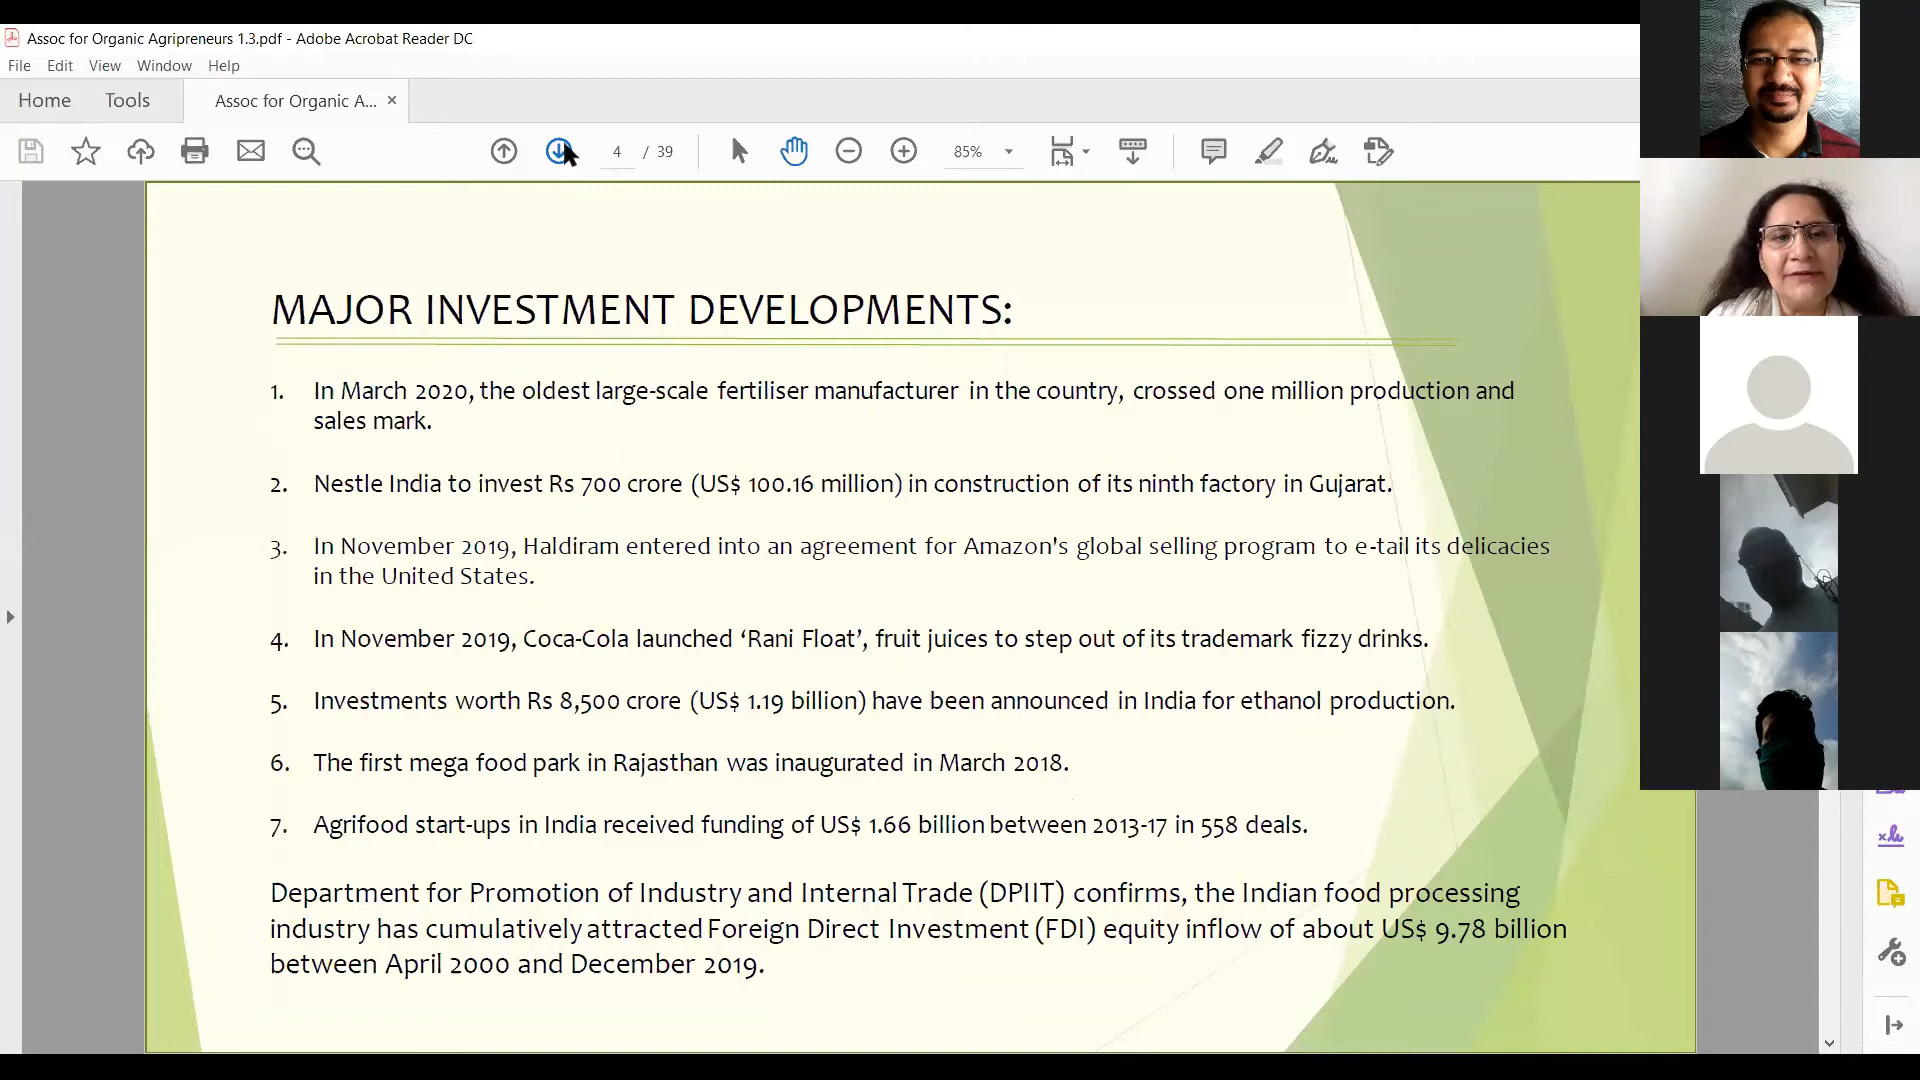 Assoc for Organic Agripreneurs 1.3.pdf - Adobe Acrobat Reader DC
File Edit View Window Help
Home Tools Assoc for Organic A... ×
4 / 39 85%
MAJOR INVESTMENT DEVELOPMENTS:
1. In March 2020, the oldest large-scale fertiliser manufacturer in the country, crossed one million production and
sales mark.
2. Nestle India to invest Rs 700 crore (US$ 100.16 million) in construction of its ninth factory in Gujarat.
3. In November 2019, Haldiram entered into an agreement for Amazon's global selling program to e-tail its delicacies
in the United States.
4. In November 2019, Coca-Cola launched ‘Rani Float’, fruit juices to step out of its trademark fizzy drinks.
5. Investments worth Rs 8,500 crore (US$ 1.19 billion) have been announced in India for ethanol production.
6. The first mega food park in Rajasthan was inaugurated in March 2018.
7. Agrifood start-ups in India received funding of US$ 1.66 billion between 2013-17 in 558 deals.
Department for Promotion of Industry and Internal Trade (DPIIT) confirms, the Indian food processing
industry has cumulatively attracted Foreign Direct Investment (FDI) equity inflow of about US$ 9.78 billion
between April 2000 and December 2019.